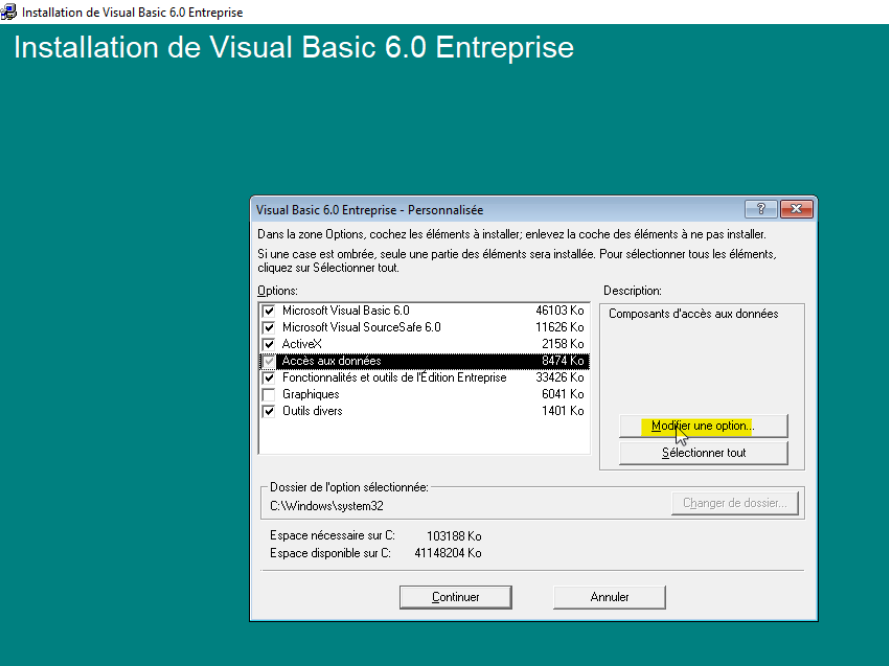 Installation de Visual Basic 6.0 Entreprise
Installation de Visual Basic 6.0 Entreprise
Visual Basic 6.0 Entreprise - Personnalisée
Dans la zone Options, cochez les éléments à installer; enlevez la coche des éléments à ne pas installer.
Si une case est ombrée, seule une partie des éléments sera installée. Pour sélectionner tous les éléments,
cliquez sur Sélectionner tout.
Options:
Description:
Microsoft Visual Basic 6.0 46103 Ko
Microsoft Visual SourceSafe 6.0 11626 Ko
ActiveX 2158 Ko
Accès aux données 8474 Ko
Fonctionnalités et outils de l'Édition Entreprise 33426 Ko
Graphiques 6041 Ko
Outils divers 1401 Ko
Composants d'accès aux données
Modifier une option...
Sélectionner tout
Dossier de l'option sélectionnée:
C:\Windows\system32
Changer de dossier...
Espace nécessaire sur C: 103188 Ko
Espace disponible sur C: 41148204 Ko
Continuer
Annuler